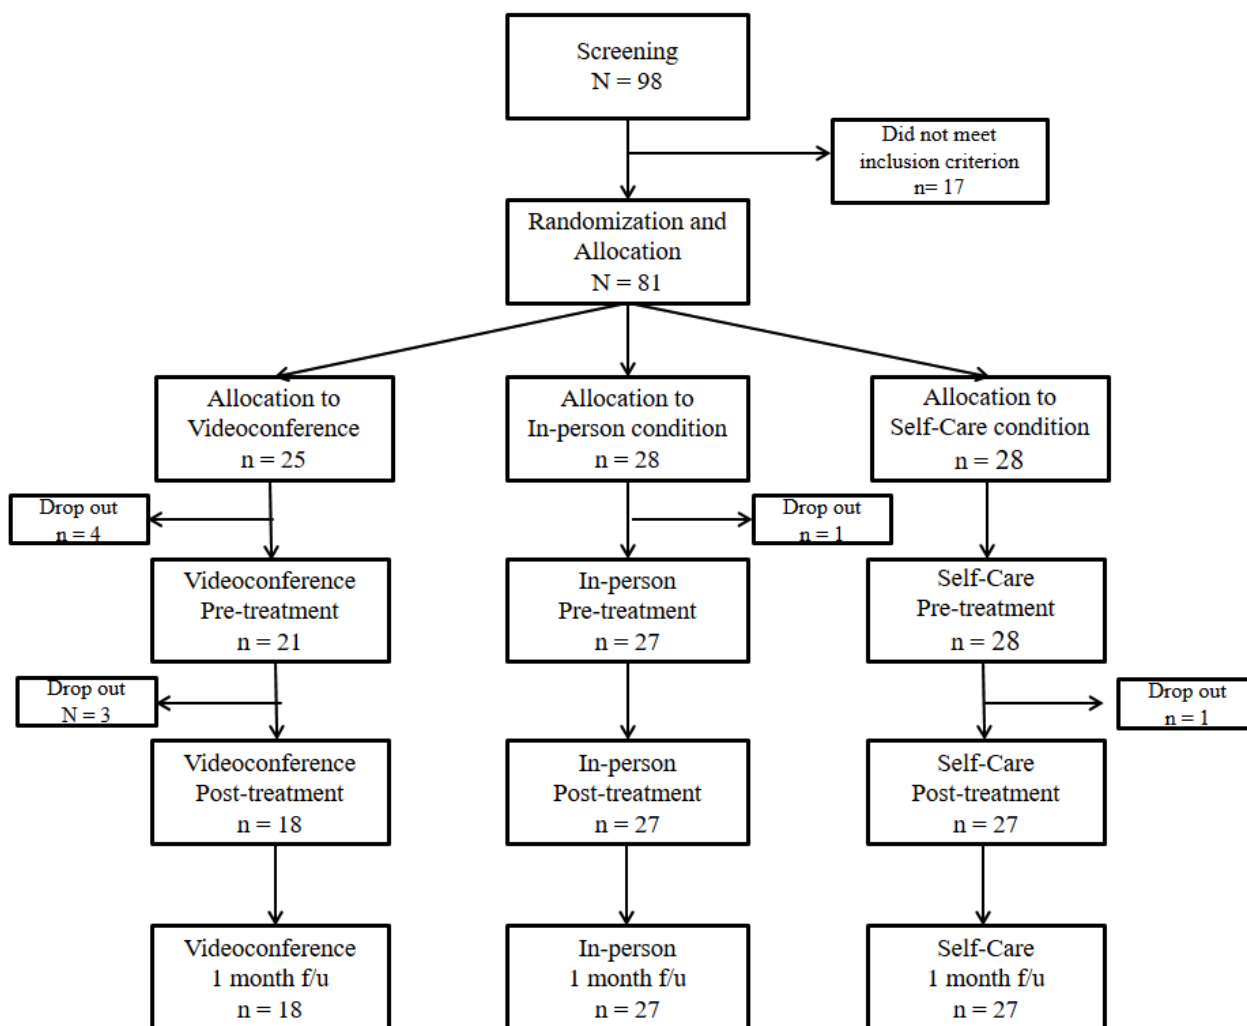 Screening
N = 98
Did not meet
inclusion criterion
n= 17
Randomization and
Allocation
N = 81
Allocation to
Videoconference
n = 25
Allocation to
In-person condition
n = 28
Allocation to
Self-Care condition
n = 28
Drop out
n = 4
Drop out
n = 1
Videoconference
Pre-treatment
n = 21
In-person
Pre-treatment
n = 27
Self-Care
Pre-treatment
n = 28
Drop out
N = 3
Drop out
n = 1
Videoconference
Post-treatment
n = 18
In-person
Post-treatment
n = 27
Self-Care
Post-treatment
n = 27
Videoconference
1 month f/u
n = 18
In-person
1 month f/u
n = 27
Self-Care
1 month f/u
n = 27